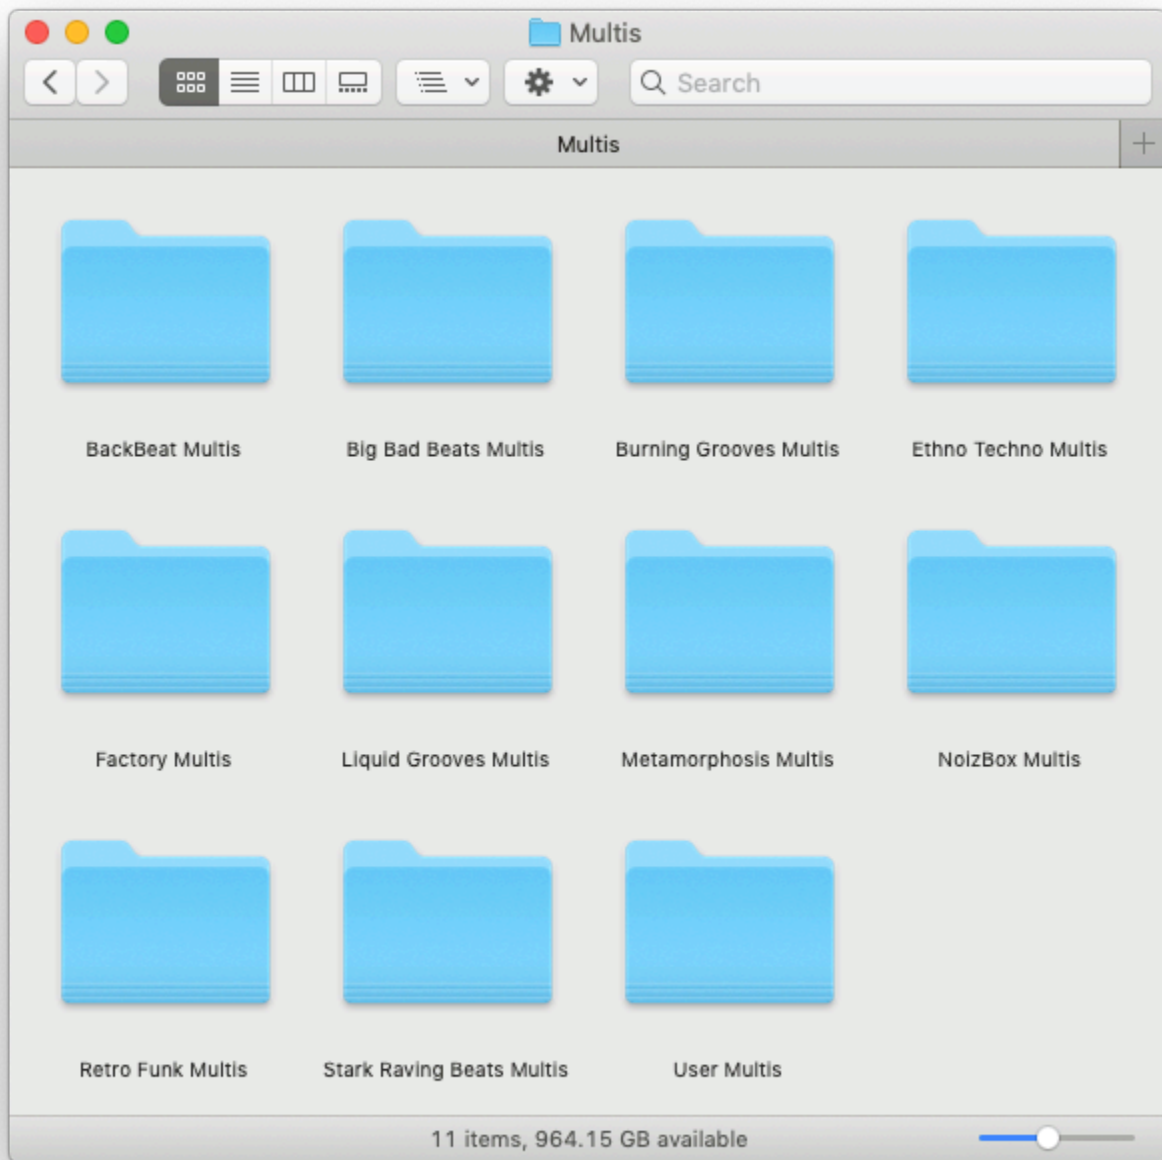 Multis
Search
Multis
BackBeat Multis
Big Bad Beats Multis
Burning Grooves Multis
Ethno Techno Multis
Factory Multis
Liquid Grooves Multis
Metamorphosis Multis
NoizBox Multis
Retro Funk Multis
Stark Raving Beats Multis
User Multis
11 items, 964.15 GB available